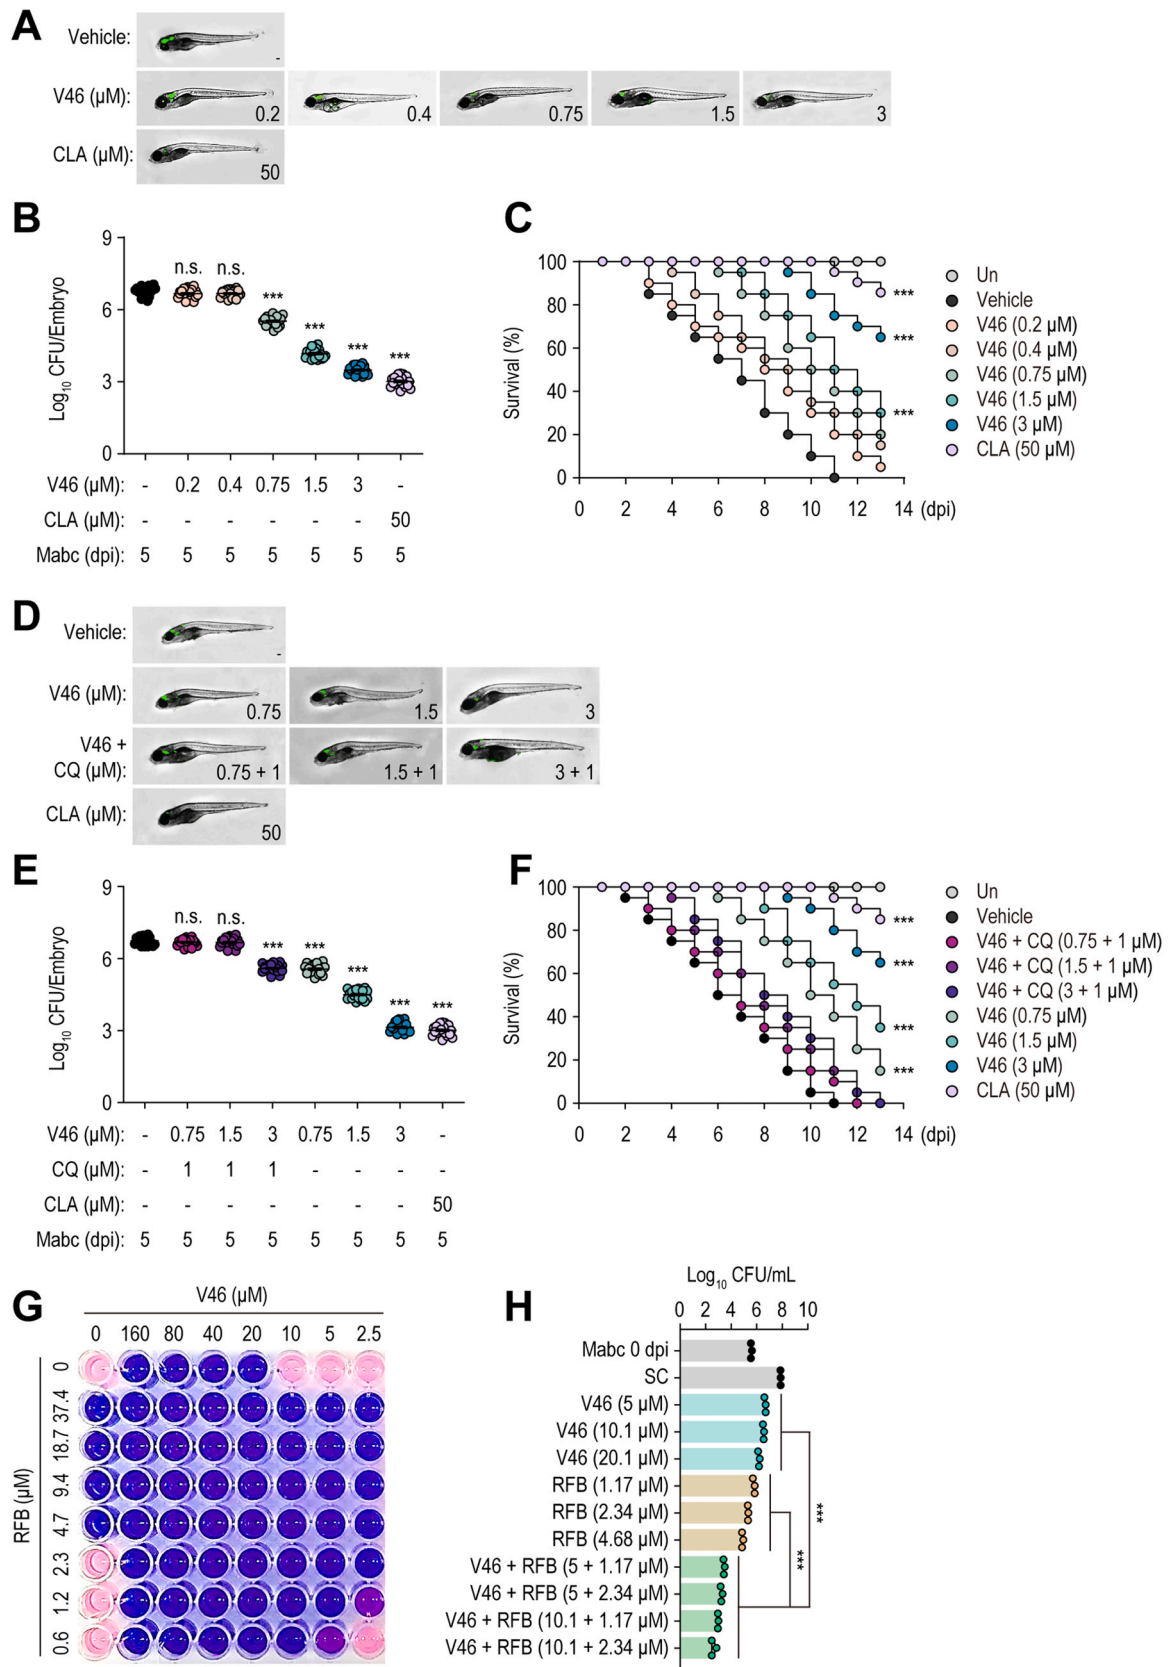 A
Vehicle:
-
V46 (µM):
0.2
0.4
0.75
1.5
3
CLA (µM):
50
B
Log10 CFU/Embryo
9
6
3
0
n.s.
n.s.
***
***
***
***
V46 (µM): - 0.2 0.4 0.75 1.5 3 -
CLA (µM): - - - - - - 50
Mabc (dpi): 5 5 5 5 5 5 5
C
Survival (%)
100
80
60
40
20
0
0 2 4 6 8 10 12 14 (dpi)
***
***
***
Un
Vehicle
V46 (0.2 µM)
V46 (0.4 µM)
V46 (0.75 µM)
V46 (1.5 µM)
V46 (3 µM)
CLA (50 µM)
D
Vehicle:
-
V46 (µM):
0.75
1.5
3
V46 +
CQ (µM):
0.75 + 1
1.5 + 1
3 + 1
CLA (µM):
50
E
Log10 CFU/Embryo
9
6
3
0
n.s.
n.s.
***
***
***
***
***
V46 (µM): - 0.75 1.5 3 0.75 1.5 3 -
CQ (µM): - 1 1 1 - - - -
CLA (µM): - - - - - - - 50
Mabc (dpi): 5 5 5 5 5 5 5 5
F
Survival (%)
100
80
60
40
20
0
0 2 4 6 8 10 12 14 (dpi)
***
***
***
***
Un
Vehicle
V46 + CQ (0.75 + 1 µM)
V46 + CQ (1.5 + 1 µM)
V46 + CQ (3 + 1 µM)
V46 (0.75 µM)
V46 (1.5 µM)
V46 (3 µM)
CLA (50 µM)
G
V46 (µM)
0 160 80 40 20 10 5 2.5
RFB (µM)
0
37.4
18.7
9.4
4.7
2.3
1.2
0.6
H
Log10 CFU/mL
0 2 4 6 8 10
Mabc 0 dpi
SC
V46 (5 µM)
V46 (10.1 µM)
V46 (20.1 µM)
RFB (1.17 µM)
RFB (2.34 µM)
RFB (4.68 µM)
V46 + RFB (5 + 1.17 µM)
V46 + RFB (5 + 2.34 µM)
V46 + RFB (10.1 + 1.17 µM)
V46 + RFB (10.1 + 2.34 µM)
***
***